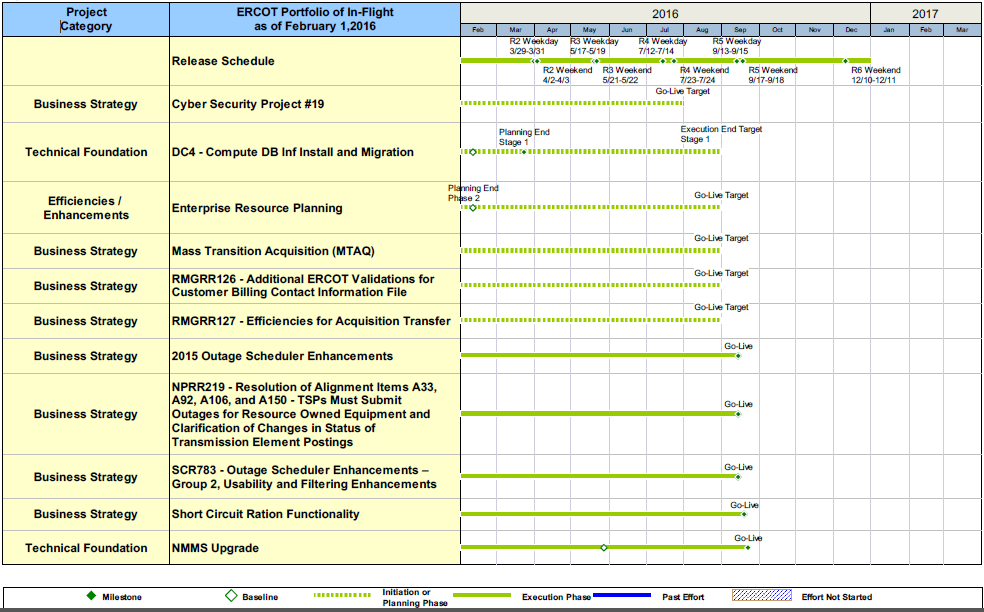 Project
Category
ERCOT Portfolio of In-Flight
as of February 1,2016
2016
2017
Feb Mar Apr May Jun Jul Aug Sep Oct Nov Dec Jan Feb Mar
Release Schedule
R2 Weekday R3 Weekday R4 Weekday R5 Weekday
3/29-3/31 5/17-5/19 7/12-7/14 9/13-9/15
R2 Weekend R3 Weekend R4 Weekend R5 Weekend R6 Weekend
4/2-4/3 5/21-5/22 7/23-7/24 9/17-9/18 12/10-12/11
Business Strategy
Cyber Security Project #19
Go-Live Target
Technical Foundation
DC4 - Compute DB Inf Install and Migration
Planning End
Stage 1
Execution End Target
Stage 1
Efficiencies /
Enhancements
Enterprise Resource Planning
Planning End
Phase 2
Go-Live Target
Business Strategy
Mass Transition Acquisition (MTAQ)
Go-Live Target
Business Strategy
RMGRR126 - Additional ERCOT Validations for
Customer Billing Contact Information File
Go-Live Target
Business Strategy
RMGRR127 - Efficiencies for Acquisition Transfer
Go-Live Target
Business Strategy
2015 Outage Scheduler Enhancements
Go-Live
Business Strategy
NPRR219 - Resolution of Alignment Items A33,
A92, A106, and A150 - TSPs Must Submit
Outages for Resource Owned Equipment and
Clarification of Changes in Status of
Transmission Element Postings
Go-Live
Business Strategy
SCR783 - Outage Scheduler Enhancements –
Group 2, Usability and Filtering Enhancements
Go-Live
Business Strategy
Short Circuit Ration Functionality
Go-Live
Technical Foundation
NMMS Upgrade
Go-Live
Milestone
Baseline
Initiation or
Planning Phase
Execution Phase
Past Effort
Effort Not Started